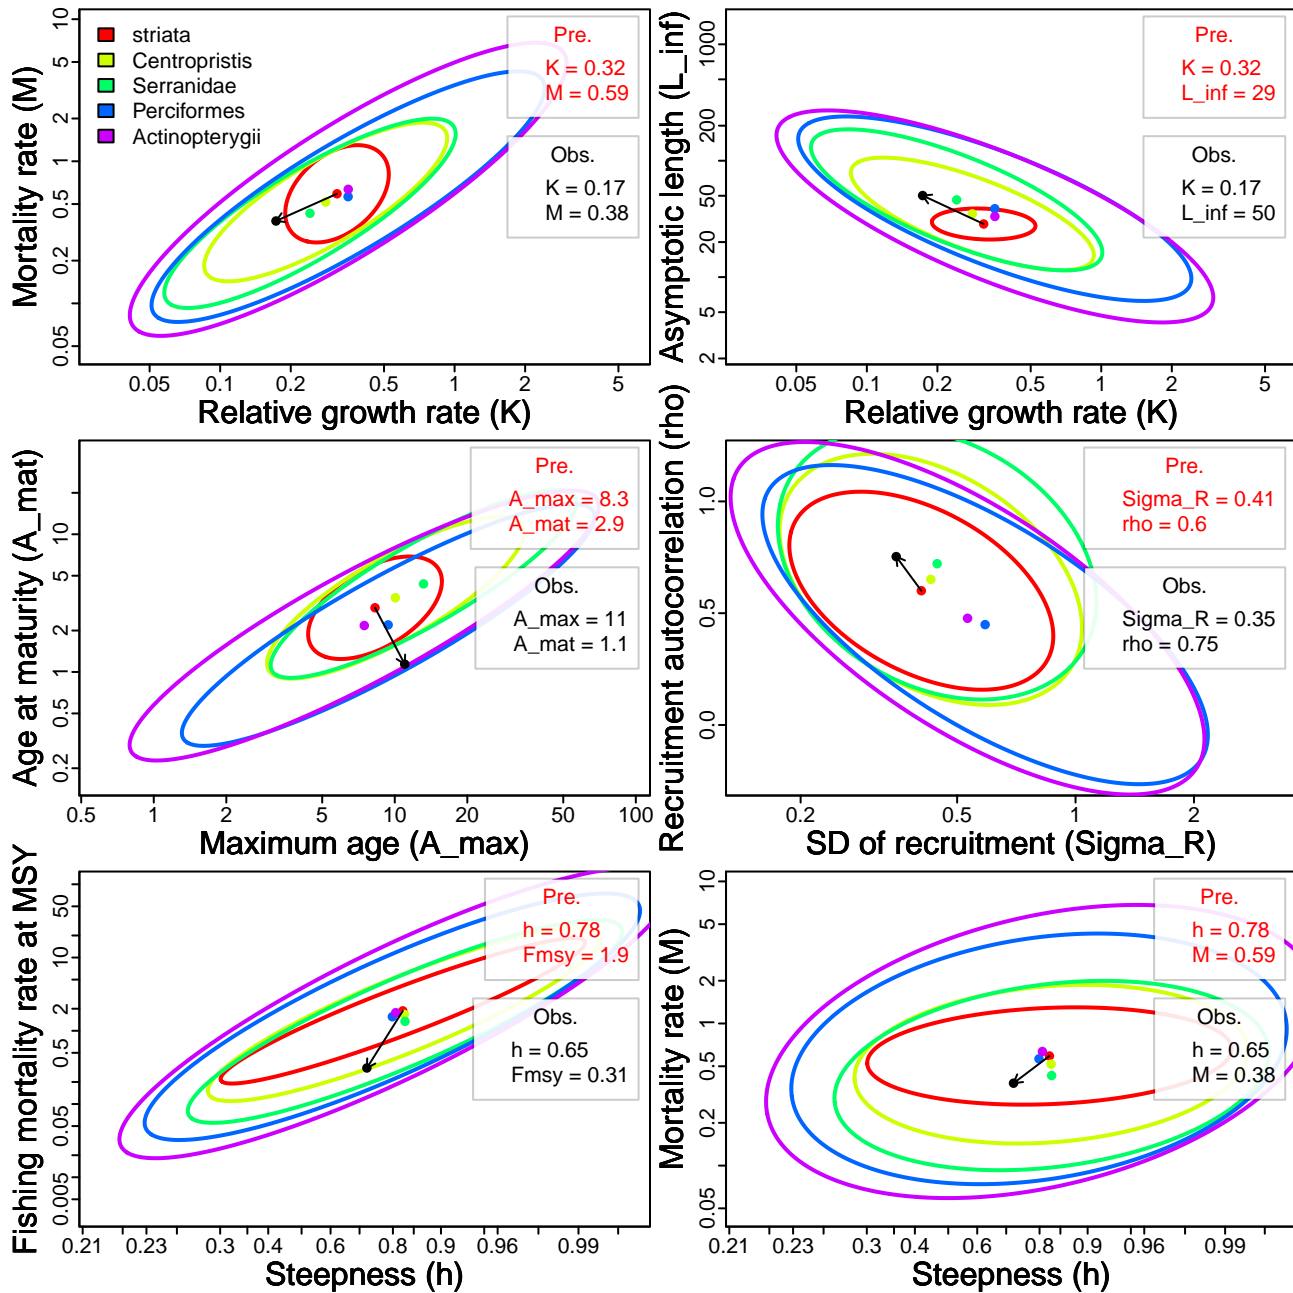 Mortality rate (M)
10
5
2
1
0.5
0.2
0.05
striata
Centropristis
Serranidae
Perciformes
Actinopterygii
Pre.
K = 0.32
M = 0.59
Obs.
K = 0.17
M = 0.38
0.05 0.2 0.5 1 2 5
Relative growth rate (K)
Asymptotic length (L_inf)
1000
200
50
20
5
2
Pre.
K = 0.32
L_inf = 29
Obs.
K = 0.17
L_inf = 50
0.05 0.2 0.5 1 2 5
Relative growth rate (K)
Age at maturity (A_mat)
10
5
2
1
0.5
0.2
Pre.
A_max = 8.3
A_mat = 2.9
Obs.
A_max = 11
A_mat = 1.1
0.5 1 2 5 10 20 50 100
Maximum age (A_max)
Recruitment autocorrelation (rho)
1.0
0.5
0.0
Pre.
Sigma_R = 0.41
rho = 0.6
Obs.
Sigma_R = 0.35
rho = 0.75
0.2 0.5 1 2
SD of recruitment (Sigma_R)
Fishing mortality rate at MSY
50
10
2
0.5
0.05
0.005
Pre.
h = 0.78
Fmsy = 1.9
Obs.
h = 0.65
Fmsy = 0.31
0.21 0.23 0.3 0.4 0.6 0.8 0.9 0.96 0.99
Steepness (h)
Mortality rate (M)
10
5
2
1
0.5
0.2
0.05
Pre.
h = 0.78
M = 0.59
Obs.
h = 0.65
M = 0.38
0.21 0.23 0.3 0.4 0.6 0.8 0.9 0.96 0.99
Steepness (h)